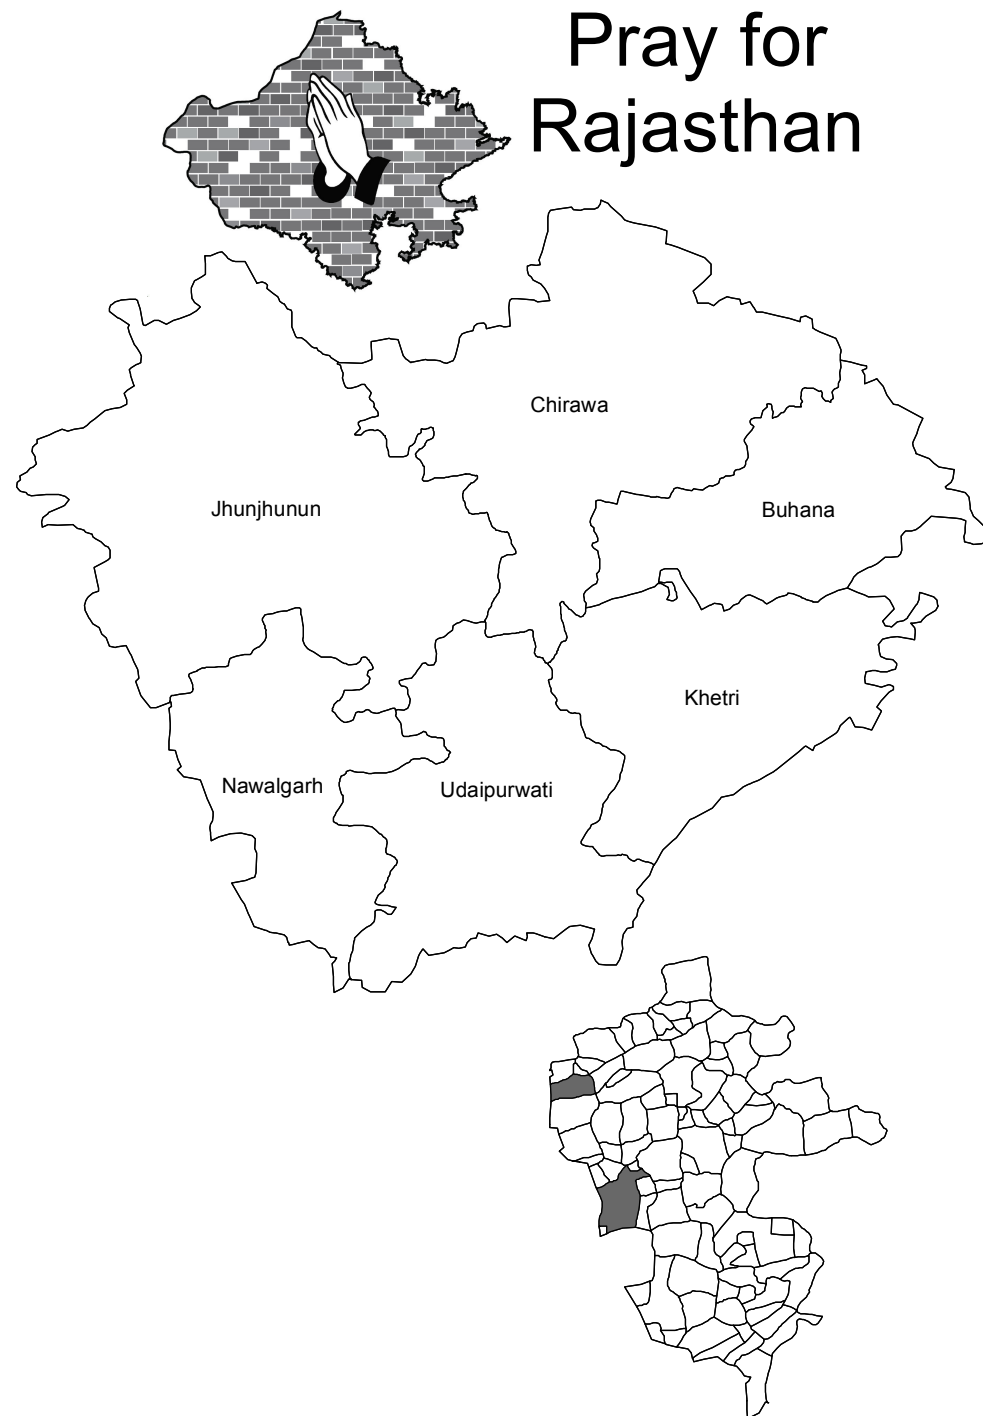 Pray for
Rajasthan
Chirawa
Jhunjhunun
Buhana
Khetri
Nawalgarh
Udaipurwati